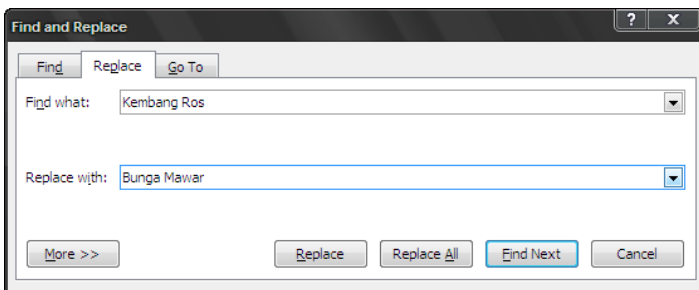 Find and Replace
? X
Find Replace Go To
Find what: Kembang Ros
Replace with: Bunga Mawar
More >> Replace Replace All Find Next Cancel